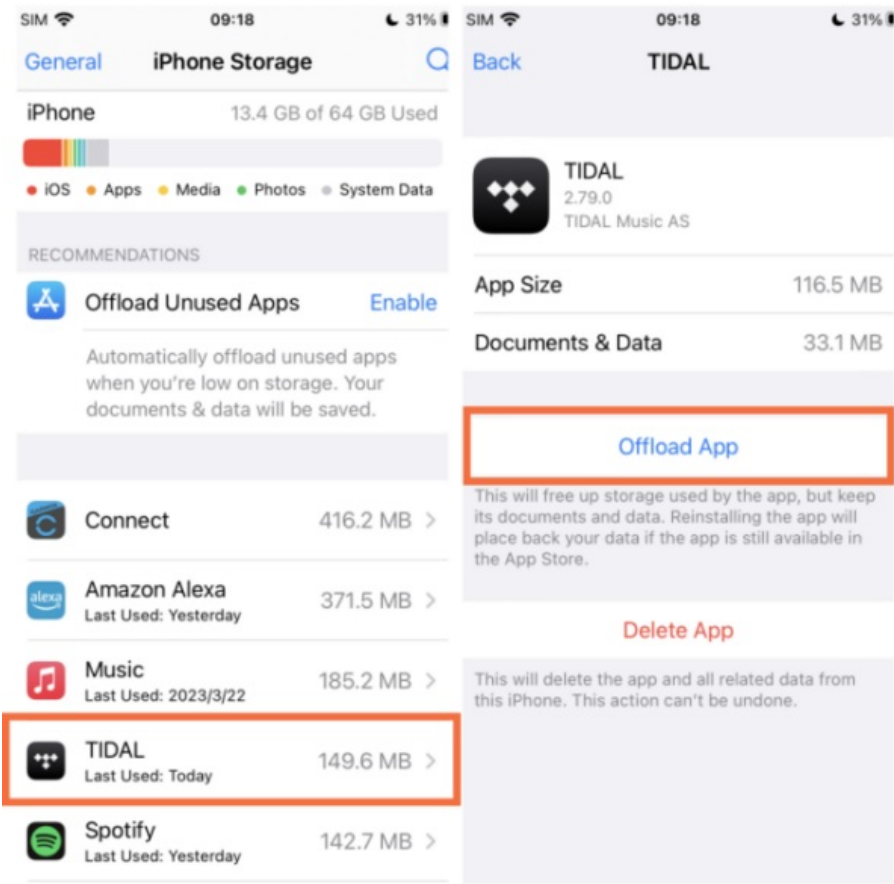 SIM 09:18 31%
General iPhone Storage
iPhone 13.4 GB of 64 GB Used
iOS Apps Media Photos System Data
RECOMMENDATIONS
Offload Unused Apps Enable
Automatically offload unused apps
when you're low on storage. Your
documents & data will be saved.
Connect 416.2 MB
alexa
Amazon Alexa 371.5 MB
Last Used: Yesterday
Music 185.2 MB
Last Used: 2023/3/22
TIDAL 149.6 MB
Last Used: Today
Spotify 142.7 MB
Last Used: Yesterday
SIM 09:18 31%
Back TIDAL
TIDAL
2.79.0
TIDAL Music AS
App Size 116.5 MB
Documents & Data 33.1 MB
Offload App
This will free up storage used by the app, but keep
its documents and data. Reinstalling the app will
place back your data if the app is still available in
the App Store.
Delete App
This will delete the app and all related data from
this iPhone. This action can't be undone.